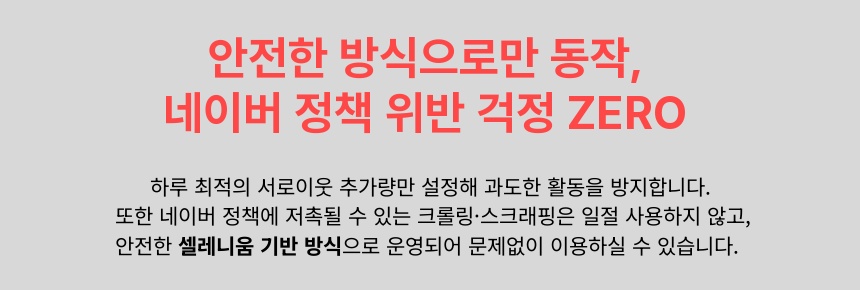 안전한 방식으로만 동작,
네이버 정책 위반 걱정 ZERO
하루 최적의 서로이웃 추가량만 설정해 과도한 활동을 방지합니다.
또한 네이버 정책에 저촉될 수 있는 크롤링·스크래핑은 일절 사용하지 않고,
안전한 셀레니움 기반 방식으로 운영되어 문제없이 이용하실 수 있습니다.